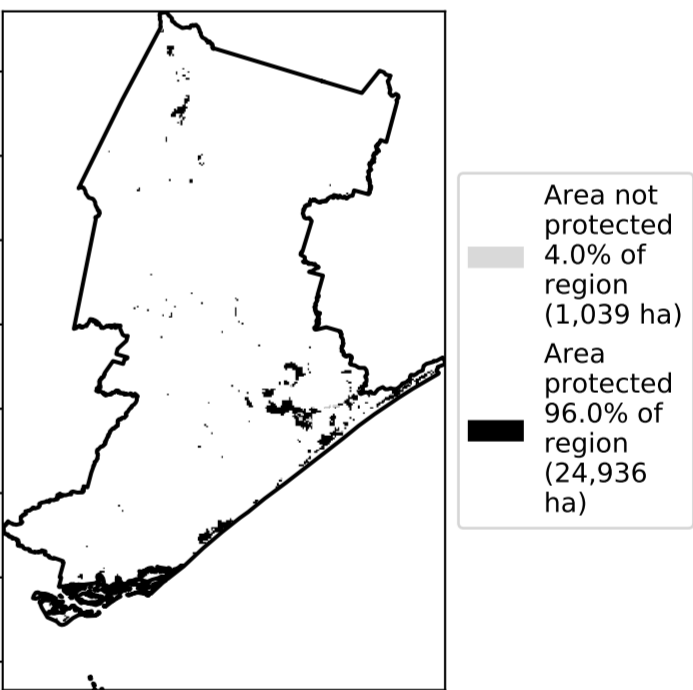 Area not
protected
4.0% of
region
(1,039 ha)
Area
protected
96.0% of
region
(24,936
ha)